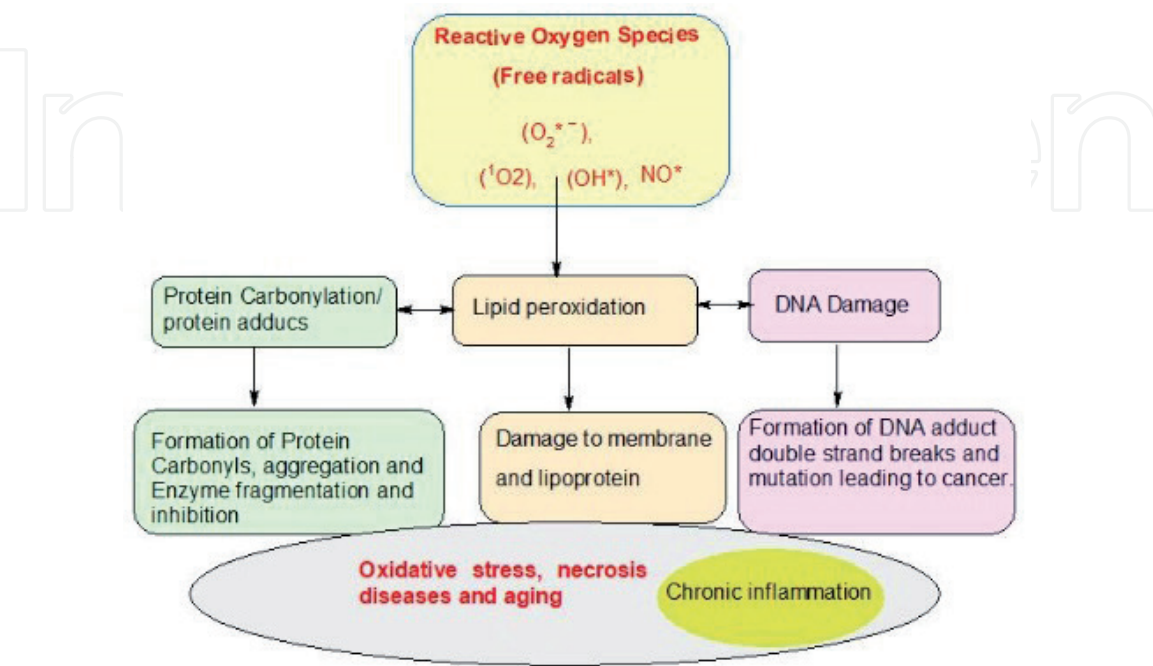 Reactive Oxygen Species
(Free radicals)
(O₂*⁻),
(¹O2), (OH*), NO*
Protein Carbonylation/
protein adducs
Lipid peroxidation
DNA Damage
Formation of Protein
Carbonyls, aggregation and
Enzyme fragmentation and
inhibition
Damage to membrane
and lipoprotein
Formation of DNA adduct
double strand breaks and
mutation leading to cancer.
Oxidative stress, necrosis
diseases and aging
Chronic inflammation